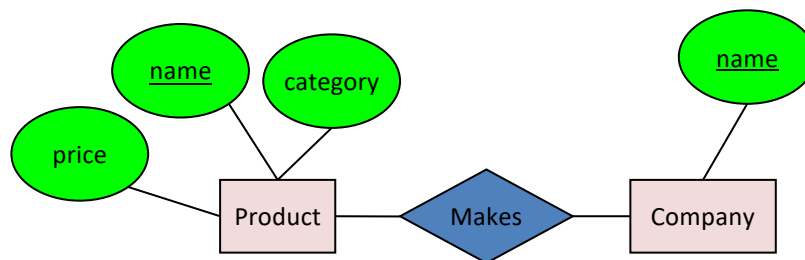 name
category
name
price
Product
Makes
Company